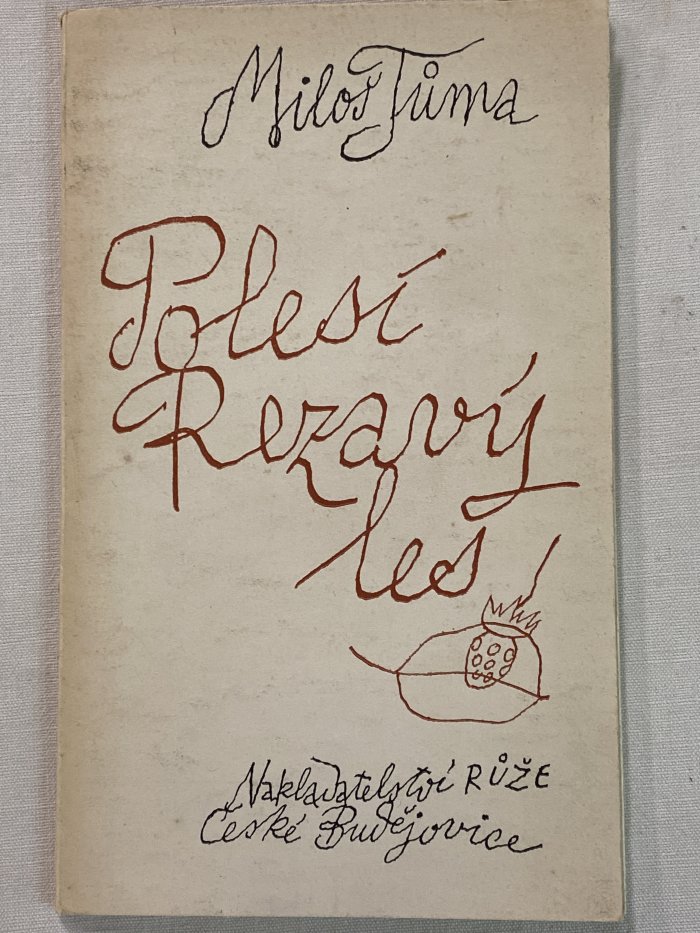 Miloš Tůma
Polesí
Rezavý
les
Nakladatelství RŮŽE
České Budějovice